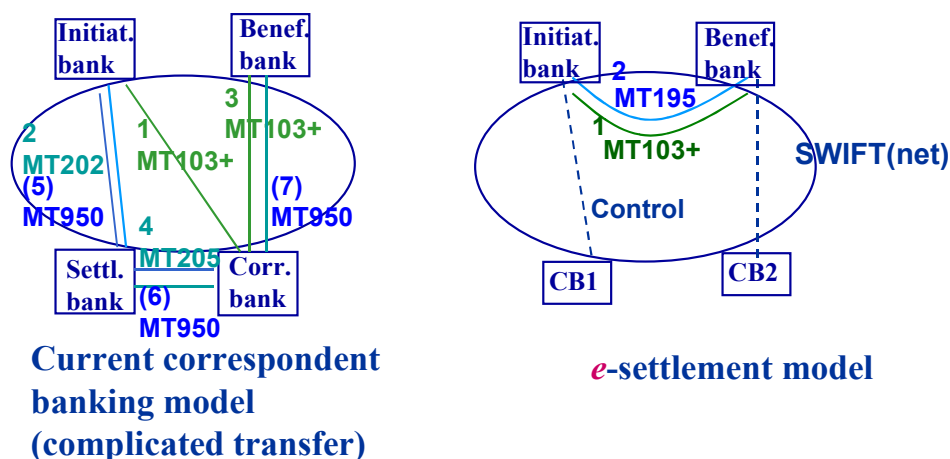 Initiat.
bank
Benef.
bank
2
MT202
(5)
MT950
1
MT103+
3
MT103+
(7)
MT950
4
MT205
(6)
MT950
Settl.
bank
Corr.
bank
Current correspondent
banking model
(complicated transfer)
Initiat.
bank
Benef.
bank
2
MT195
1
MT103+
SWIFT(net)
Control
CB1
CB2
e-settlement model